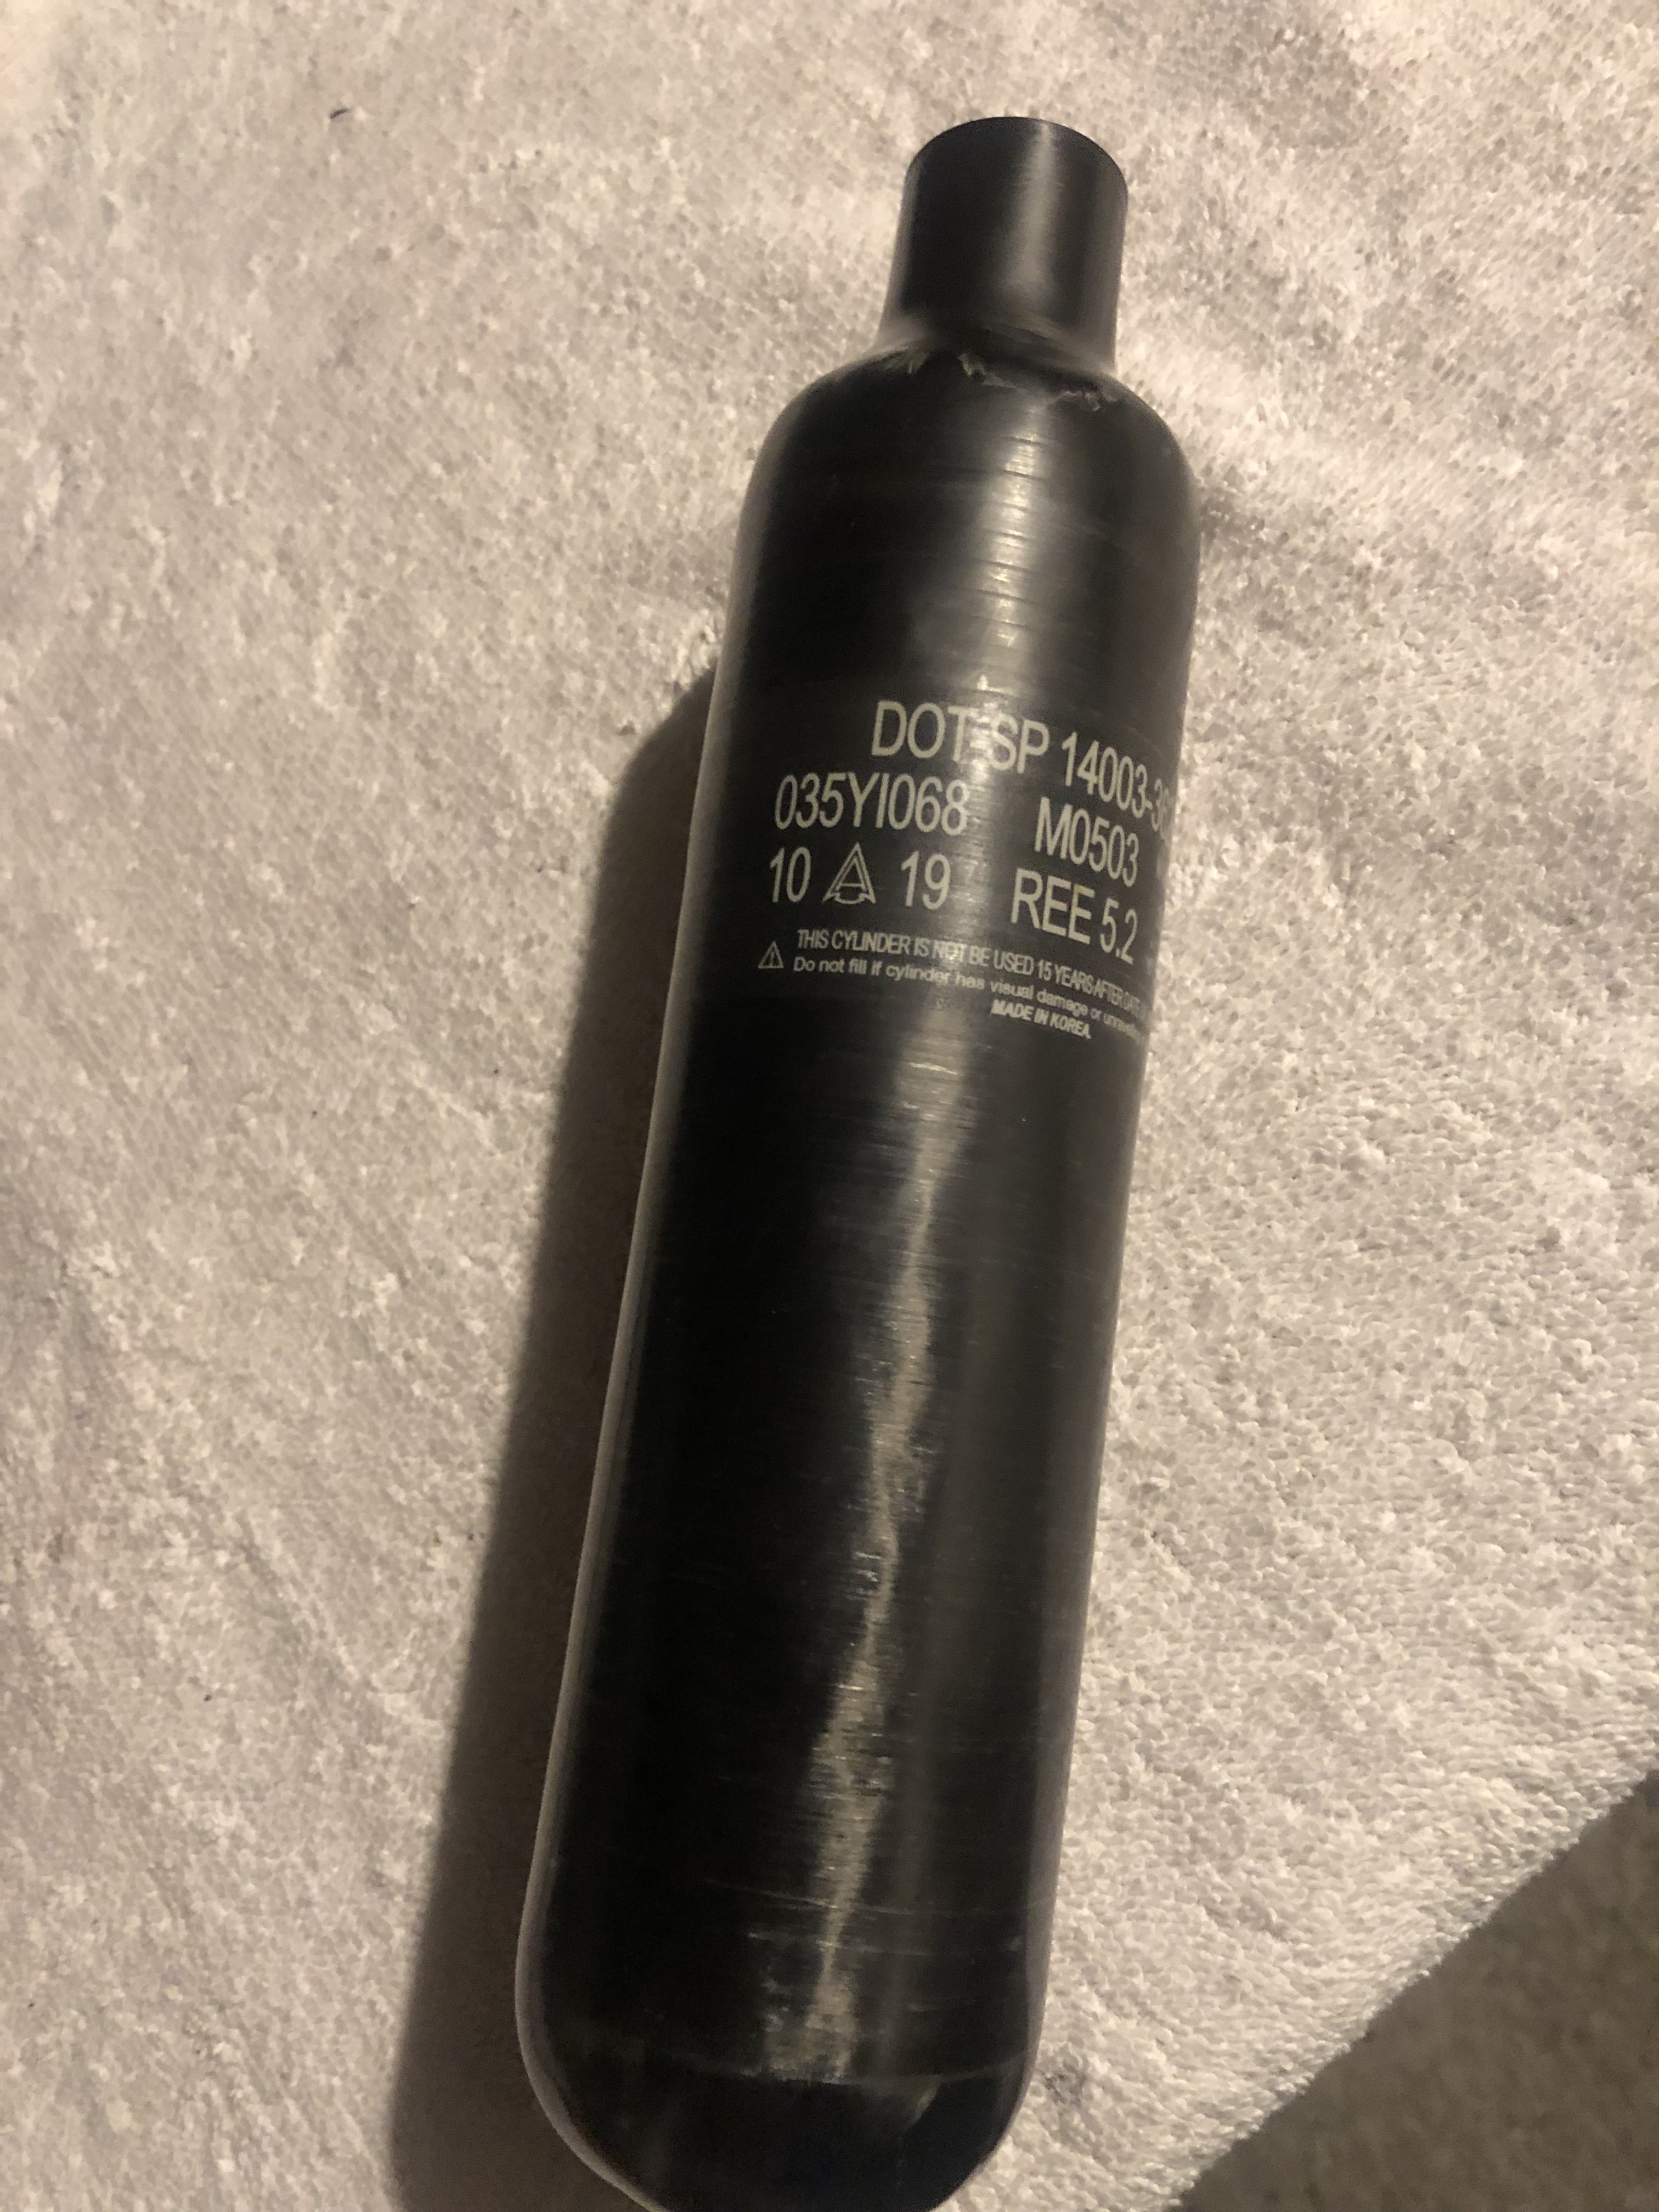 DOT-SP 14003-
035YI068 M0503
10 A 19 REE 5.2
THIS CYLINDER IS NOT BE USED 15 YEARS AFTER DATE
Do not fill if cylinder has visual damage or
MADE IN KOREA.